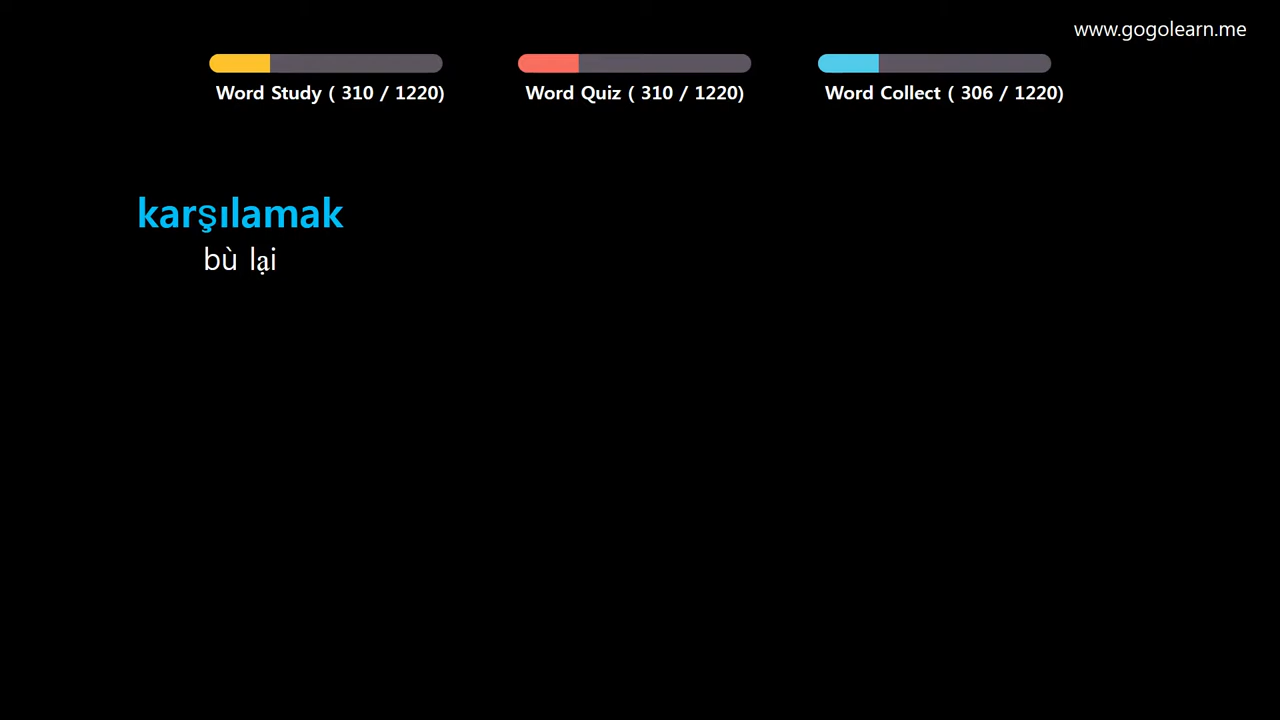 www.gogolearn.me
Word Study ( 310 / 1220)
Word Quiz ( 310 / 1220)
Word Collect ( 306 / 1220)
karşılamak
bù lại